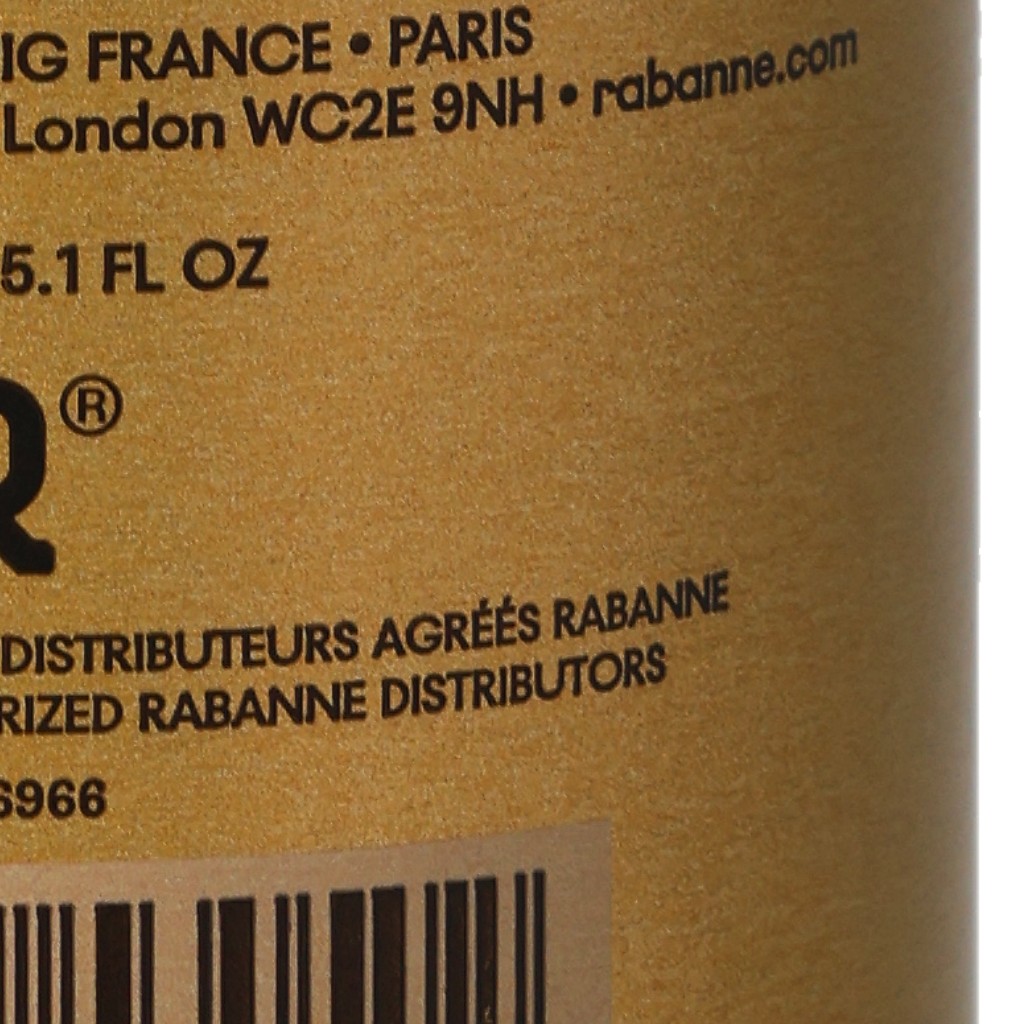 IG FRANCE • PARIS
London WC2E 9NH • rabanne.com
5.1 FL OZ
Q®
DISTRIBUTEURS AGRÉÉS RABANNE
RIZED RABANNE DISTRIBUTORS
6966